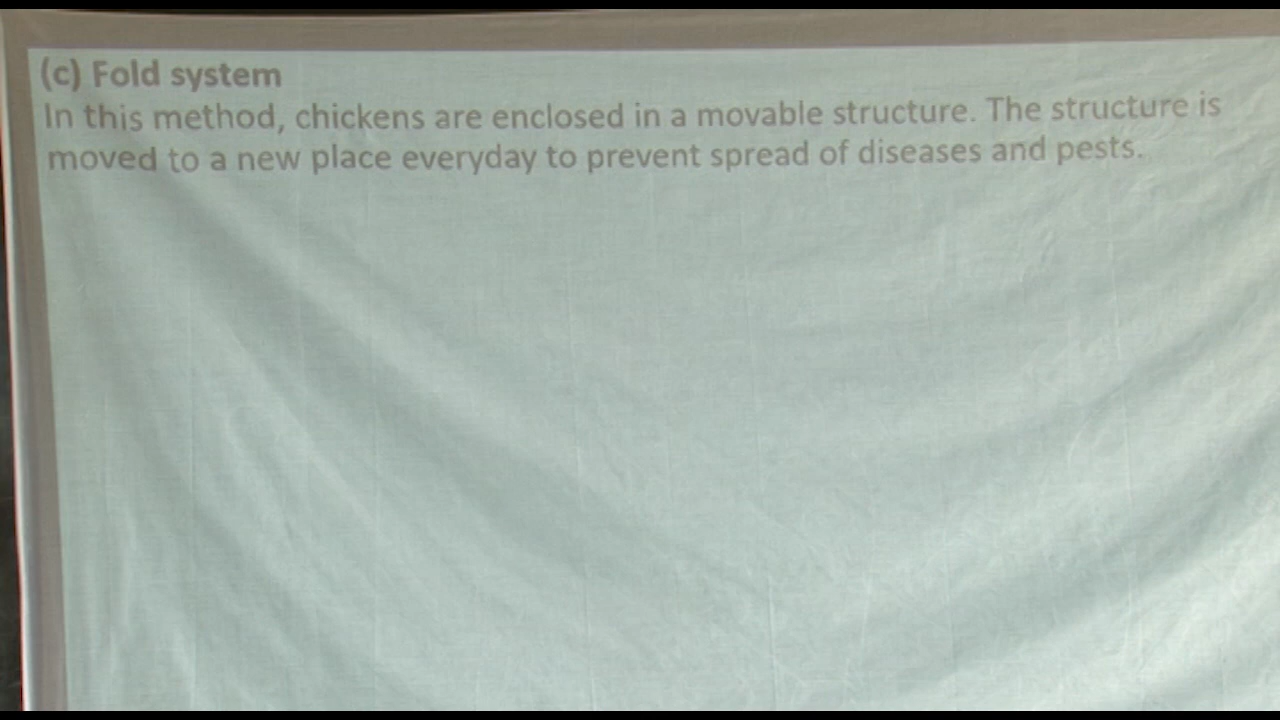 (c) Fold system
In this method, chickens are enclosed in a movable structure. The structure is
moved to a new place everyday to prevent spread of diseases and pests.